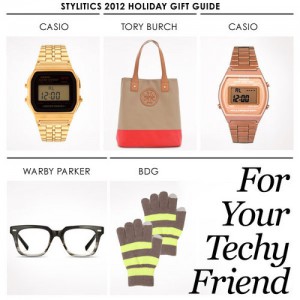 STYLITICS 2012 HOLIDAY GIFT GUIDE
CASIO TORY BURCH CASIO
WARBY PARKER BDG
For
Your
Techy
Friend